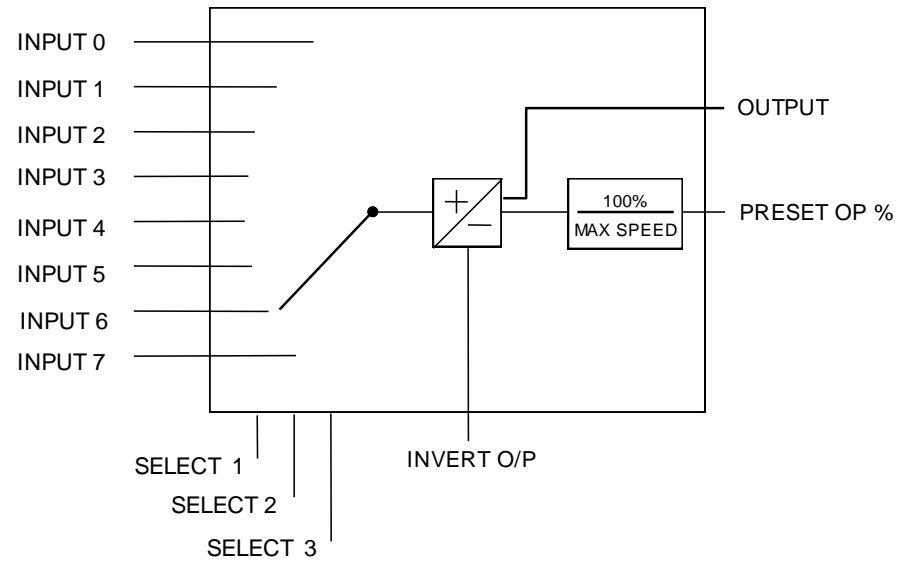 INPUT 0
INPUT 1
INPUT 2
INPUT 3
INPUT 4
INPUT 5
INPUT 6
INPUT 7
+
−
100%
MAX SPEED
OUTPUT
PRESET OP %
SELECT 1
SELECT 2
SELECT 3
INVERT O/P